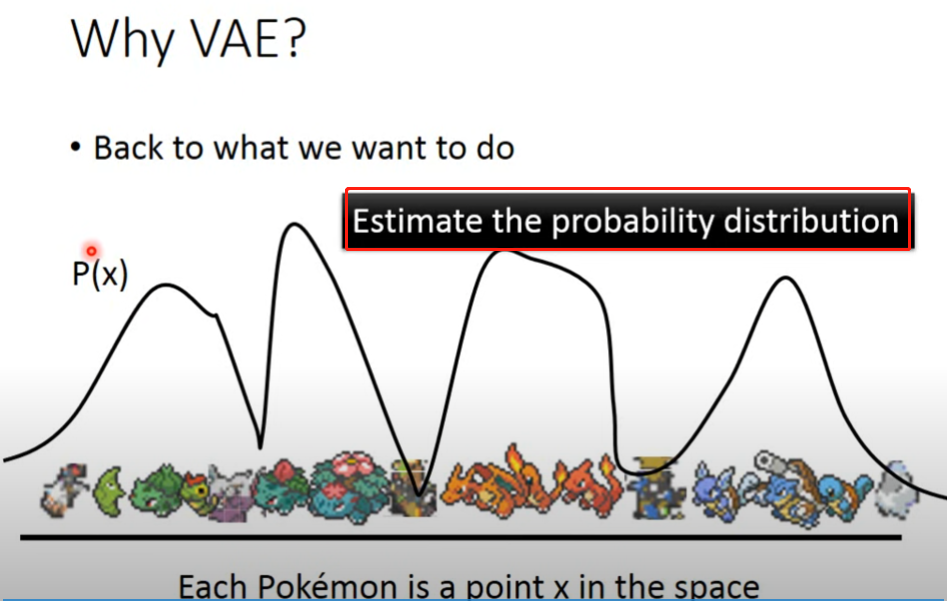 Why VAE?
• Back to what we want to do
Estimate the probability distribution
P(x)
Each Pokémon is a point x in the space